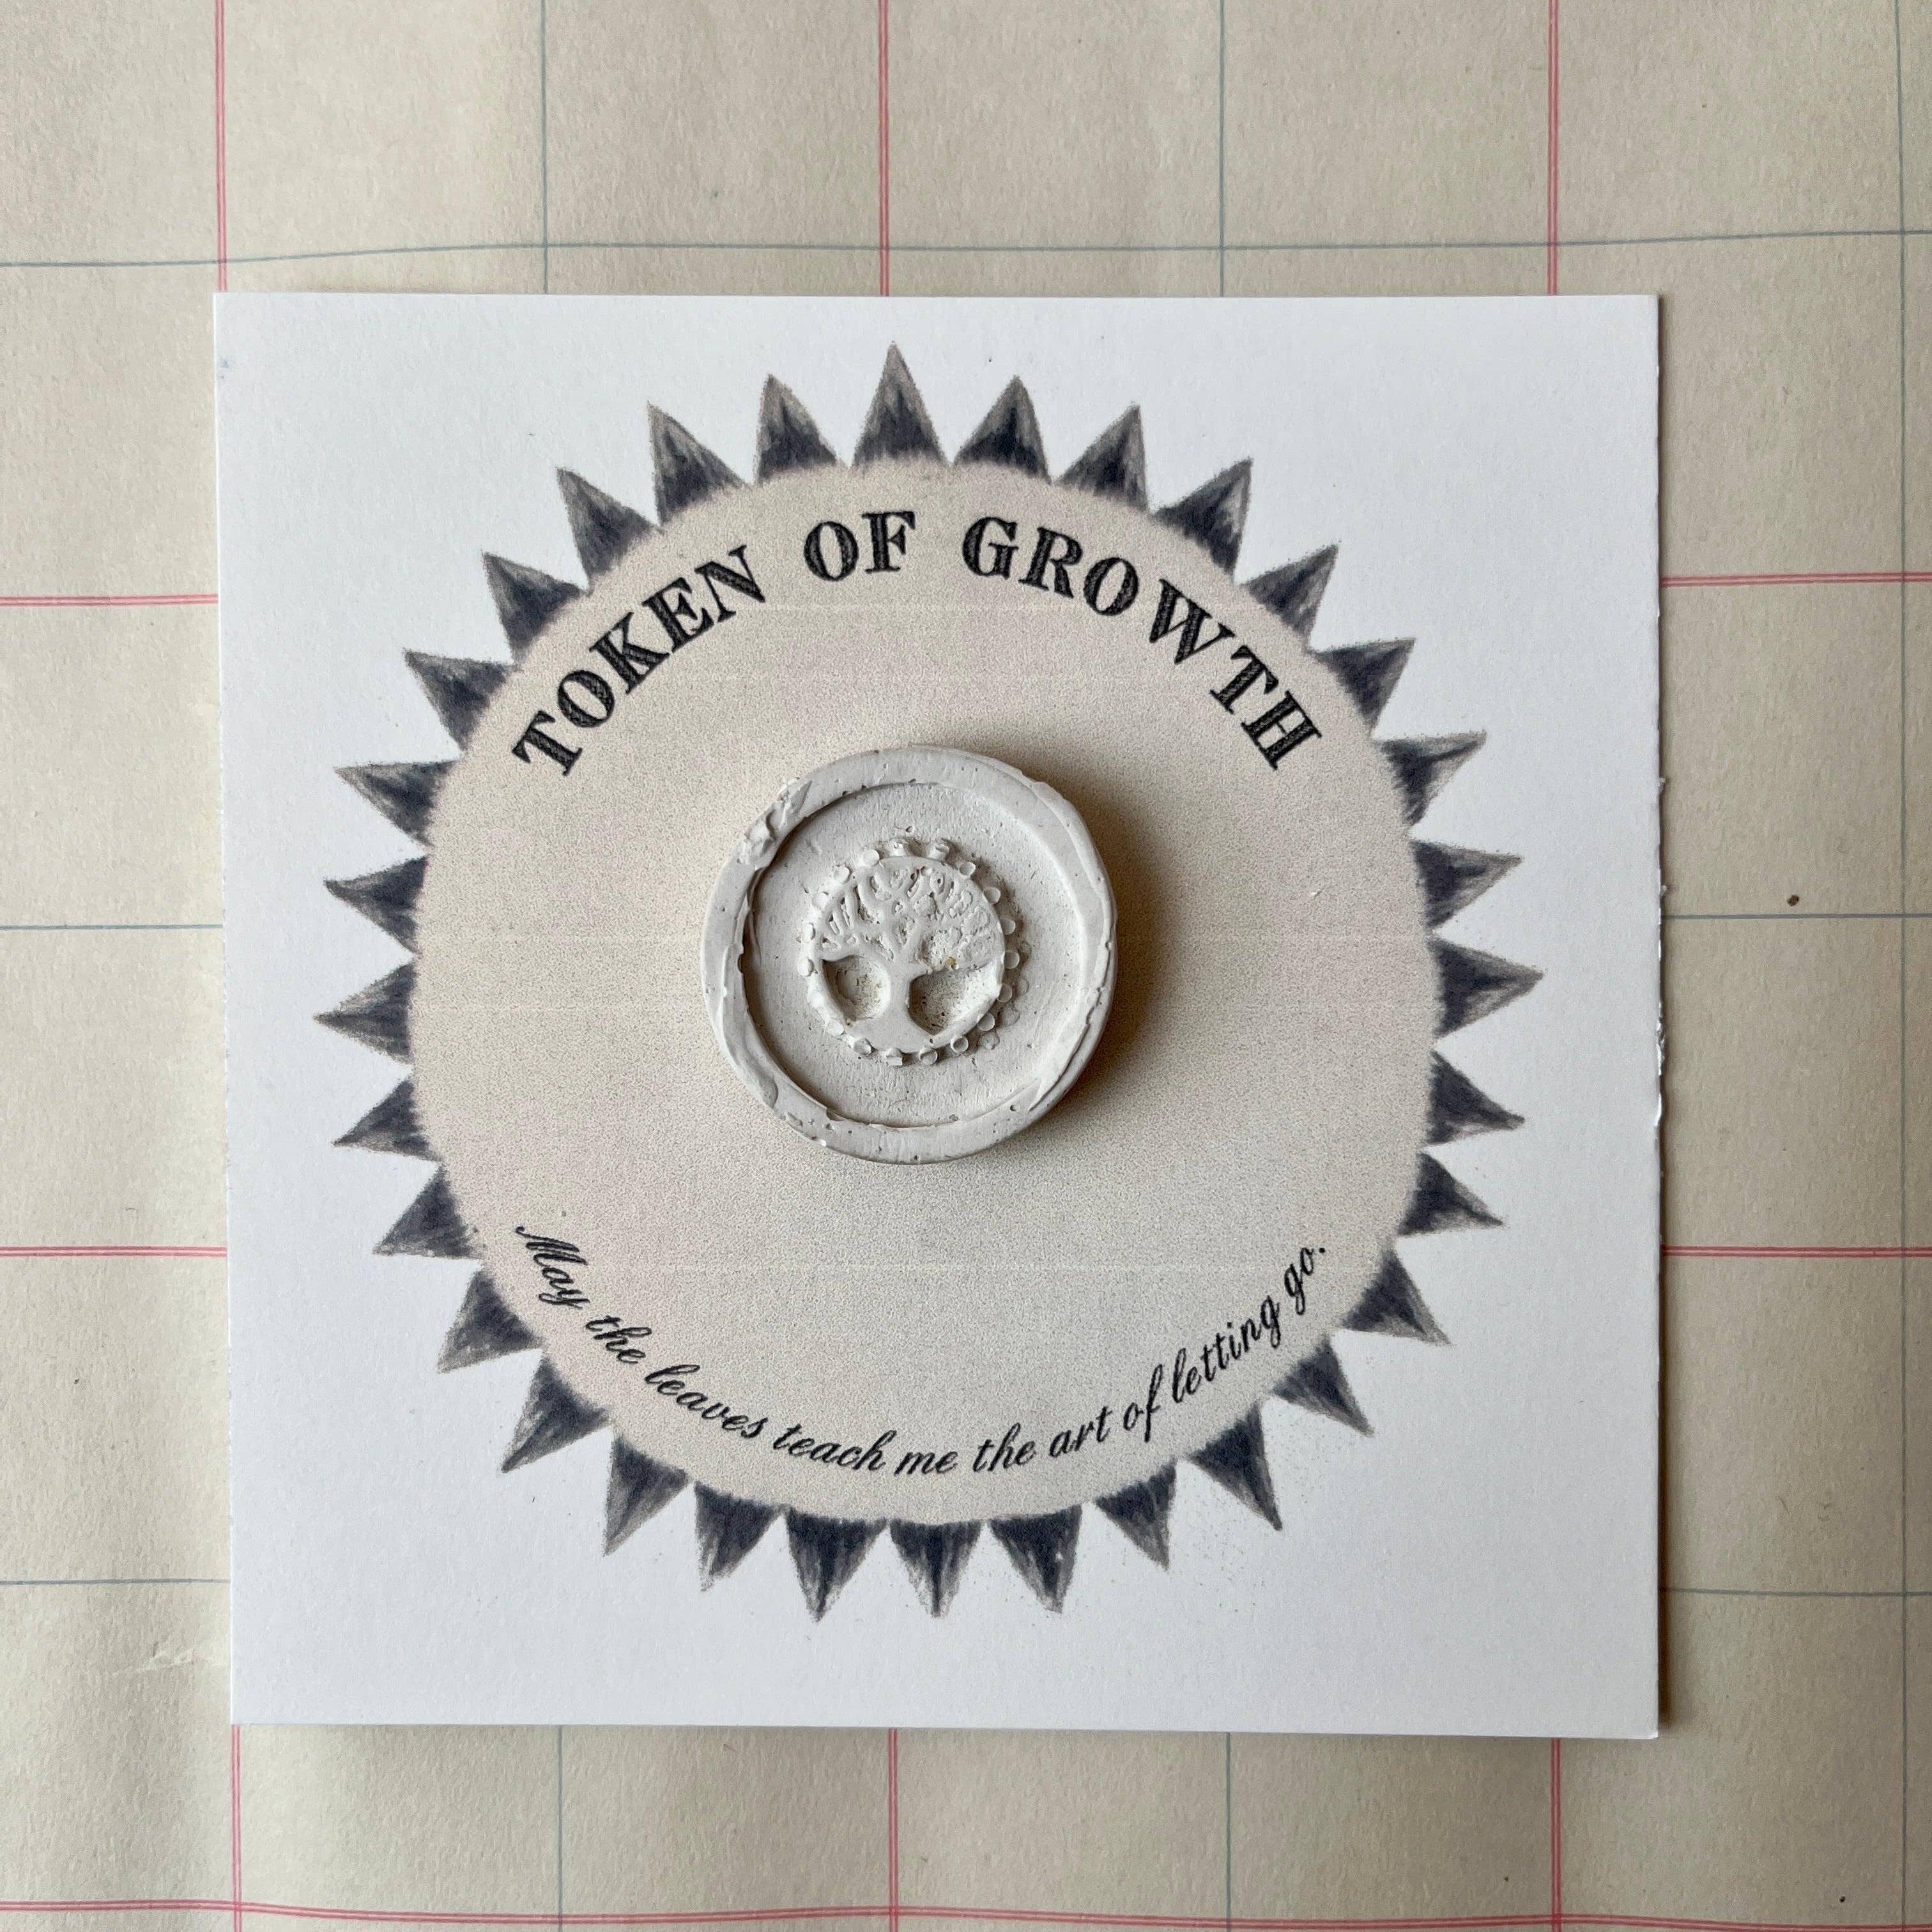 TOKEN OF GROWTH
May the leaves teach me the art of letting go.